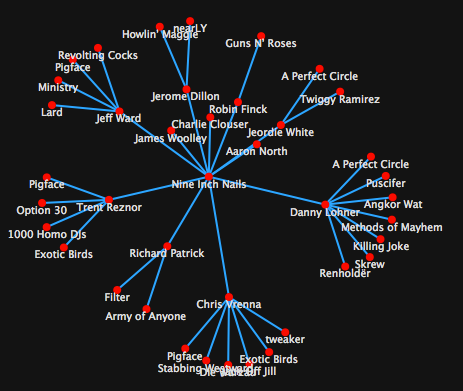 nearLY
Howlin' Maggie
Guns N' Roses
Revolting Cocks
Pigface
A Perfect Circle
Ministry
Jerome Dillon
Twiggy Ramirez
Lard
Robin Finck
Jeff Ward
Charlie Clouser
Jeordie White
James Woolley
Aaron North
A Perfect Circle
Pigface
Nine Inch Nails
Puscifer
Option 30
Trent Reznor
Danny Lohner
Angkor Wat
1000 Homo DJs
Methods of Mayhem
Exotic Birds
Richard Patrick
Killing Joke
Skrew
Renholder
Filter
Chris Vrenna
Army of Anyone
tweaker
Pigface
Exotic Birds
Stabbing Westward
Die Warzau
Jill